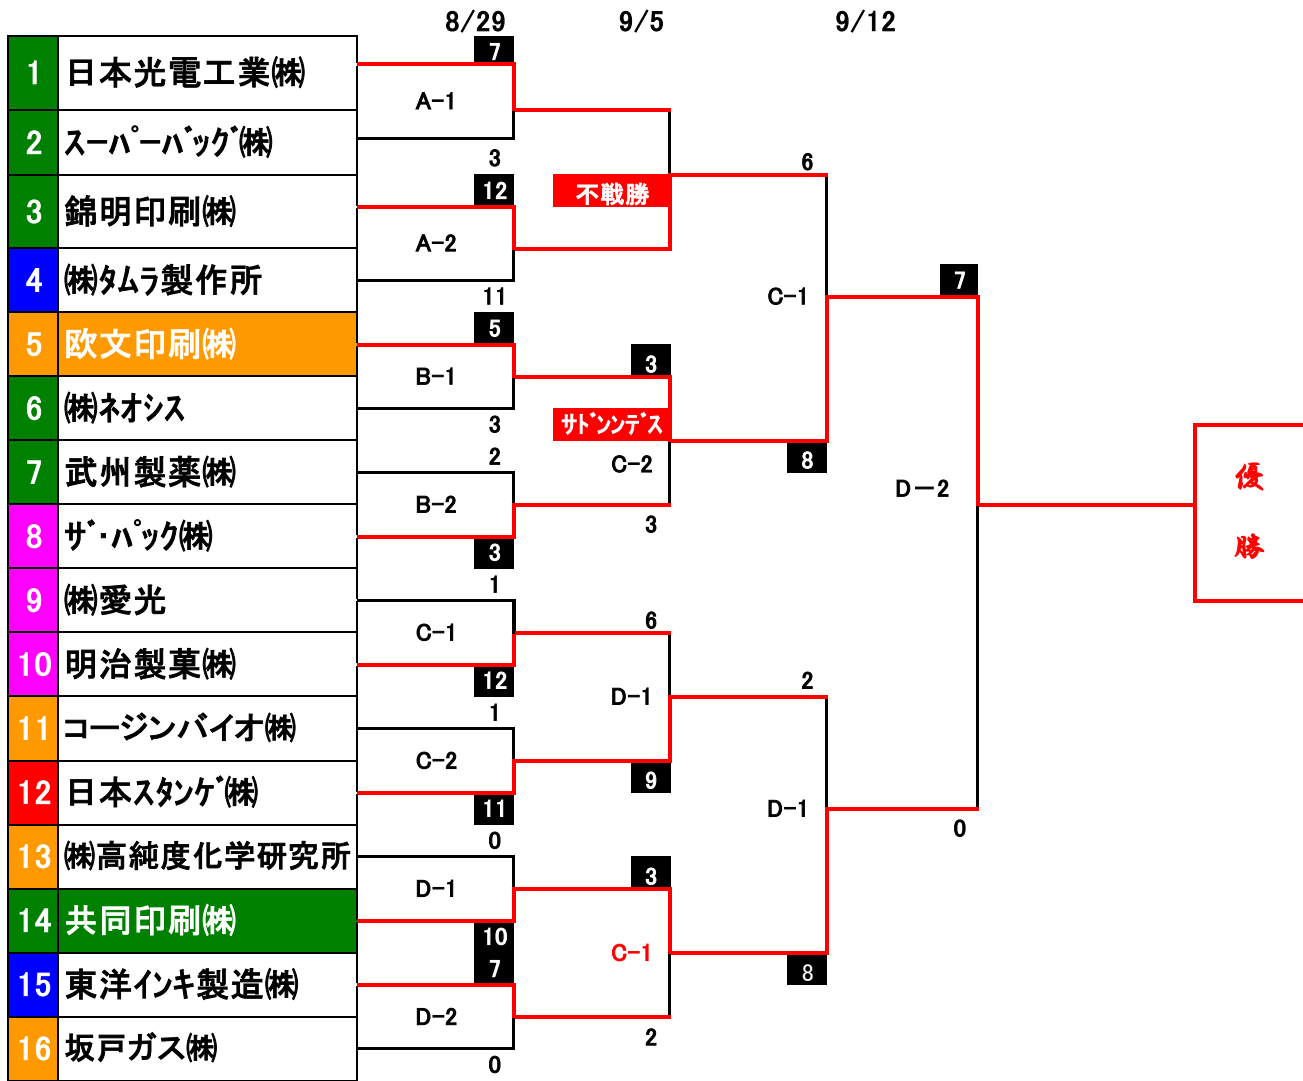 8/29 9/5 9/12
7
1 日本光電工業㈱
A-1
2 ｽｰﾊﾟｰﾊﾞｯｸﾞ㈱
3
6
12
不戦勝
3 錦明印刷㈱
A-2
4 ㈱ﾀﾑﾗ製作所
7
11
C-1
5
5 欧文印刷㈱
3
B-1
6 ㈱ﾈｵｼｽ
3
ｻﾄﾞﾝﾝﾃﾞｽ
2
8
7 武州製薬㈱
C-2
優
B-2
D－2
3
8 ｻﾞ･ﾊﾟｯｸ㈱
3
勝
1
9 ㈱愛光
6
C-1
10 明治製菓㈱
12
2
D-1
1
11 コージンバイオ㈱
C-2
9
12 日本ｽﾀﾝｹﾞ㈱
11
D-1
0
0
13 ㈱高純度化学研究所
3
D-1
14 共同印刷㈱
10
C-1
7
8
15 東洋ｲﾝｷ製造㈱
D-2
2
16 坂戸ガス㈱
0